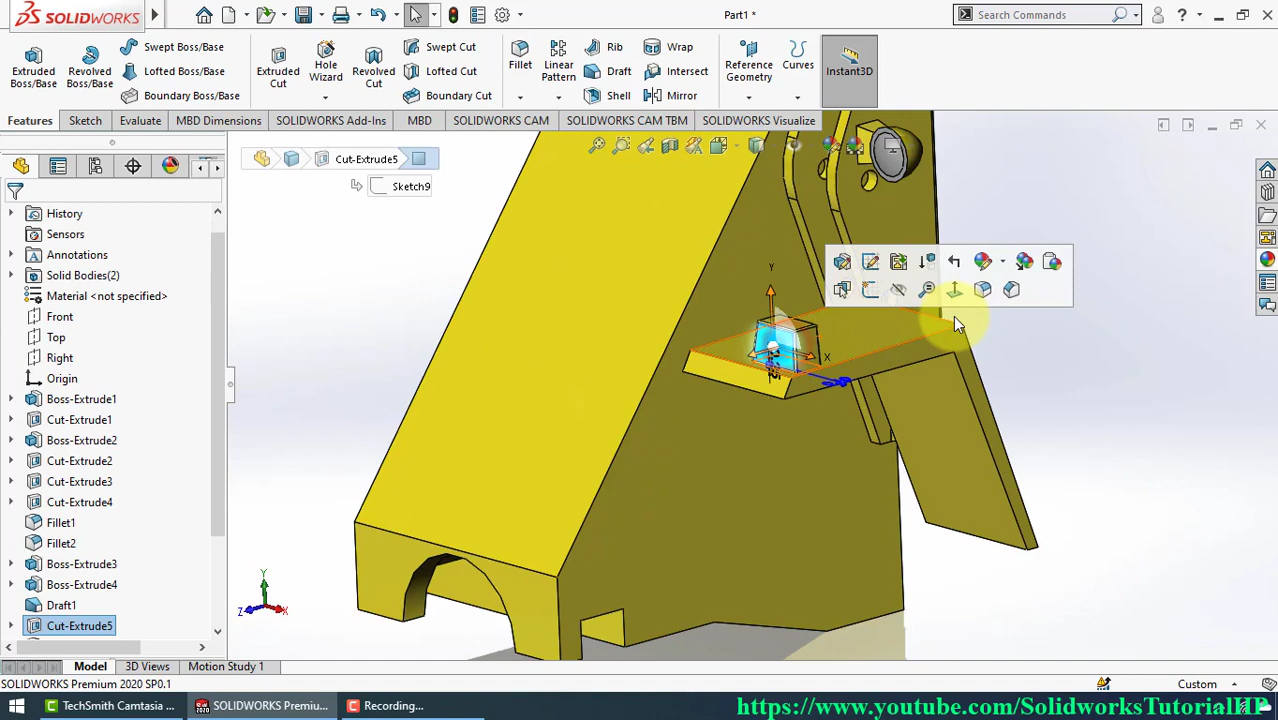 SOLIDWORKS
Part1 *
Search Commands
Extruded Boss/Base
Revolved Boss/Base
Swept Boss/Base
Lofted Boss/Base
Boundary Boss/Base
Extruded Cut
Hole Wizard
Revolved Cut
Swept Cut
Lofted Cut
Boundary Cut
Fillet
Linear Pattern
Rib
Draft
Shell
Wrap
Intersect
Mirror
Reference Geometry
Curves
Instant3D
Features
Sketch
Evaluate
MBD Dimensions
SOLIDWORKS Add-Ins
MBD
SOLIDWORKS CAM
SOLIDWORKS CAM TBM
SOLIDWORKS Visualize
Cut-Extrude5
Sketch9
History
Sensors
Annotations
Solid Bodies(2)
Material <not specified>
Front
Top
Right
Origin
Boss-Extrude1
Cut-Extrude1
Boss-Extrude2
Cut-Extrude2
Cut-Extrude3
Cut-Extrude4
Fillet1
Fillet2
Boss-Extrude3
Boss-Extrude4
Draft1
Cut-Extrude5
Y
X
Y
Z
X
Model
3D Views
Motion Study 1
SOLIDWORKS Premium 2020 SP0.1
Custom
TechSmith Camtasia ...
SOLIDWORKS Premiu...
Recording...
https://www.youtube.com/SolidworksTutorialHP